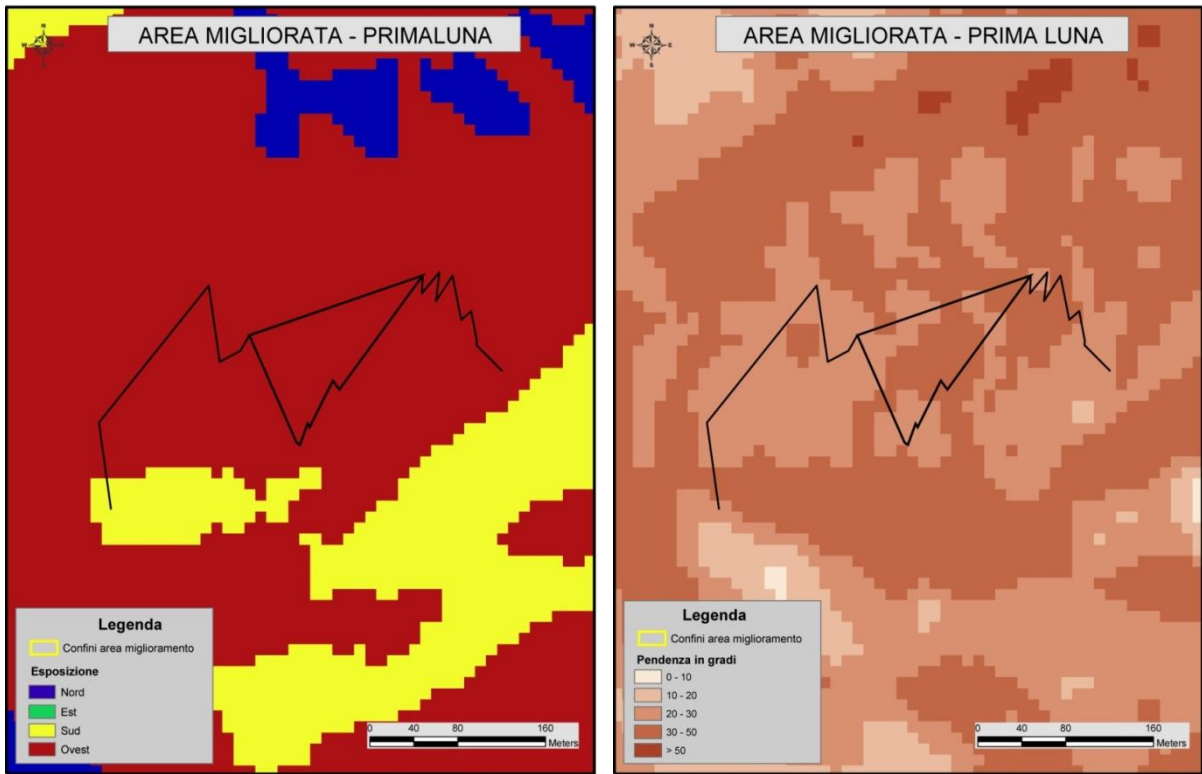 AREA MIGLIORATA - PRIMALUNA
N
W E
S
Legenda
Confini area miglioramento
Esposizione
Nord
Est
Sud
Ovest
0 40 80 160
Meters
AREA MIGLIORATA - PRIMA LUNA
N
W E
S
Legenda
Confini area miglioramento
Pendenza in gradi
0 - 10
10 - 20
20 - 30
30 - 50
> 50
0 40 80 160
Meters